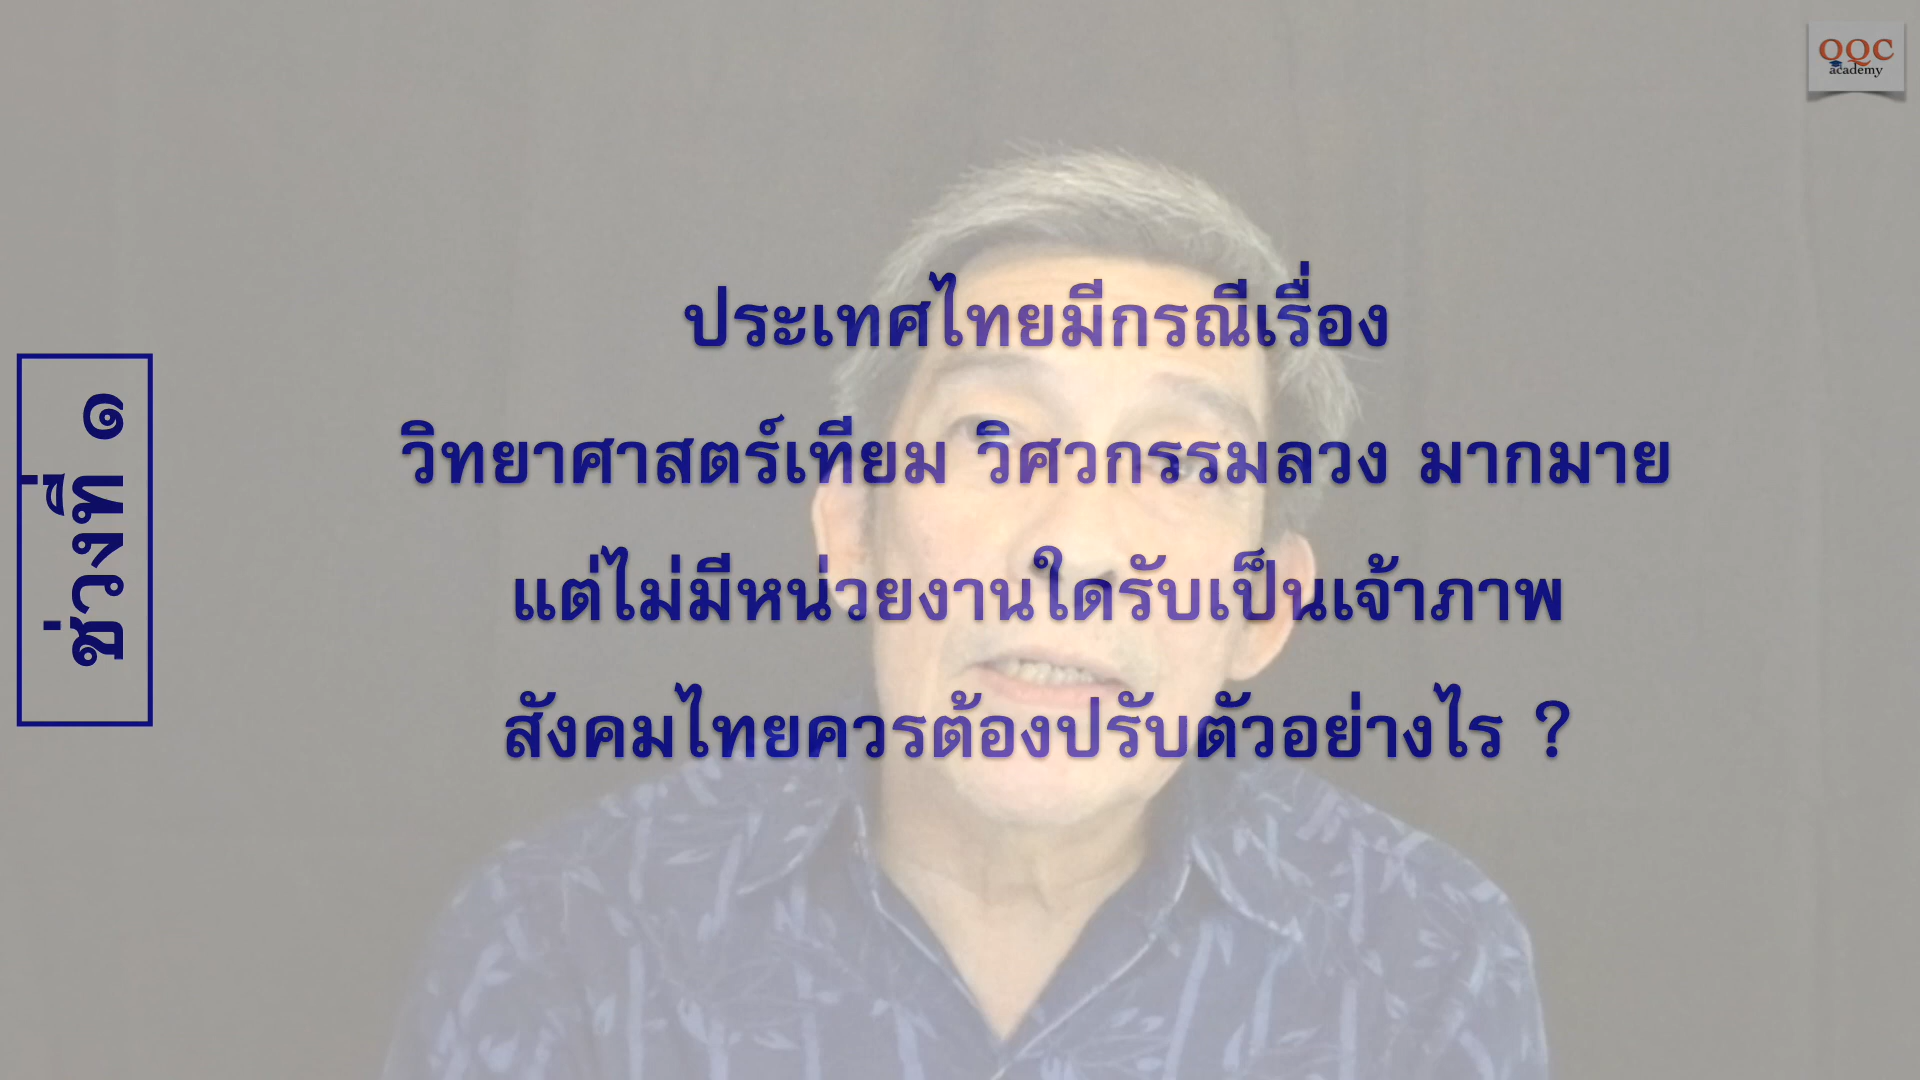 OQC
academy
ช่วงที่ ๑
ประเทศไทยมีกรณีเรื่อง
วิทยาศาสตร์เทียม วิศวกรรมลวง มากมาย
แต่ไม่มีหน่วยงานใดรับเป็นเจ้าภาพ
สังคมไทยควรต้องปรับตัวอย่างไร ?